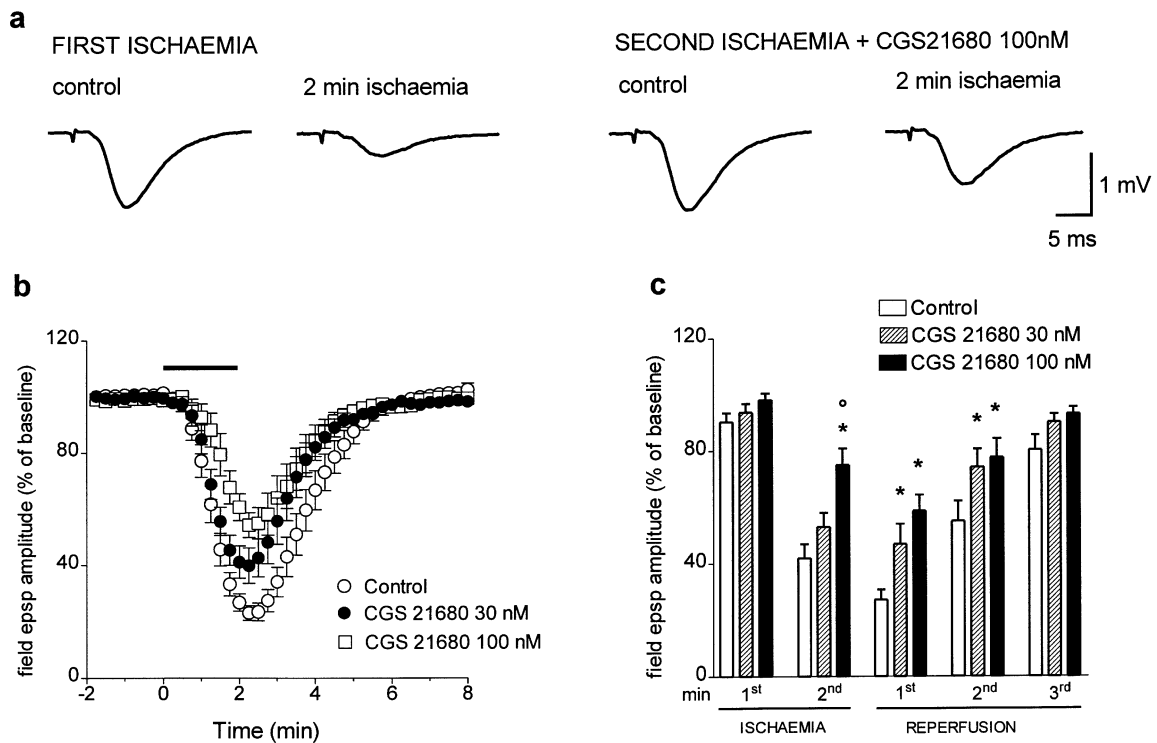 a
FIRST ISCHAEMIA
SECOND ISCHAEMIA + CGS21680 100nM
control
2 min ischaemia
control
2 min ischaemia
1 mV
5 ms
b
field epsp amplitude (% of baseline)
120
80
40
0
-2
0
2
4
6
8
Time (min)
Control
CGS 21680 30 nM
CGS 21680 100 nM
c
Control
CGS 21680 30 nM
CGS 21680 100 nM
field epsp amplitude (% of baseline)
120
80
40
0
° * * * * *
min 1st 2nd 1st 2nd 3rd
ISCHAEMIA REPERFUSION